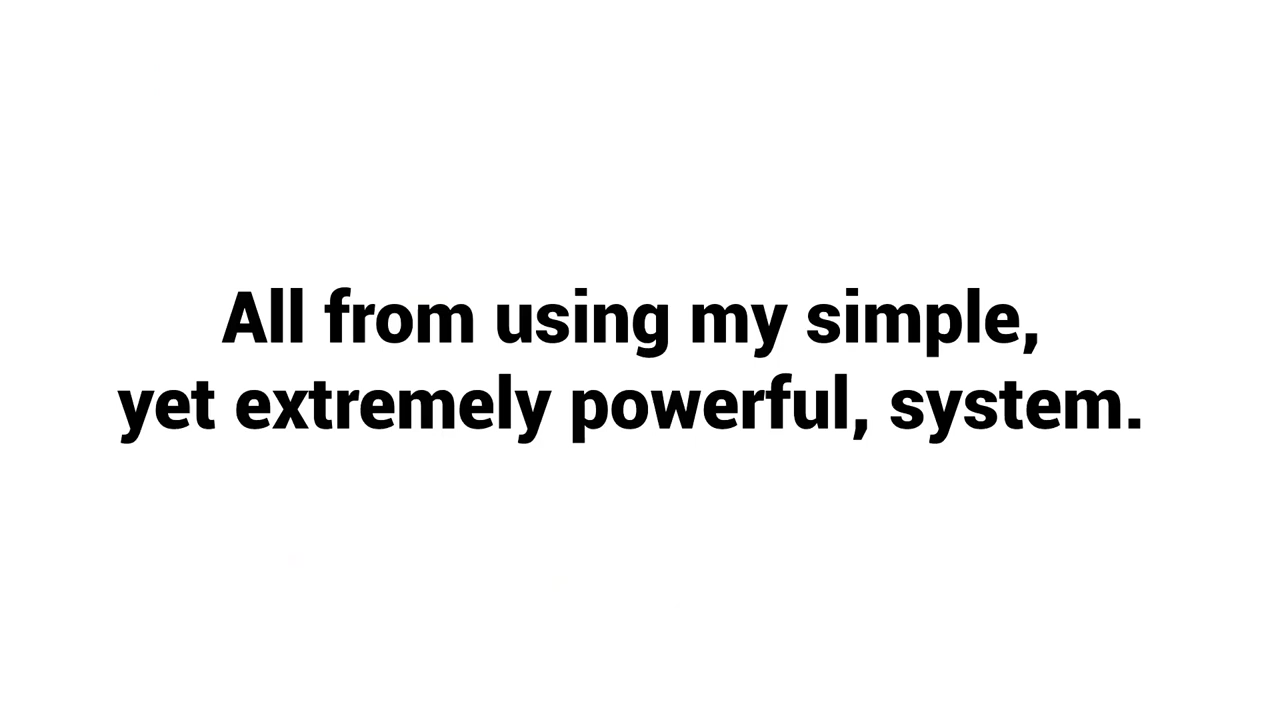 All from using my simple,
yet extremely powerful, system.